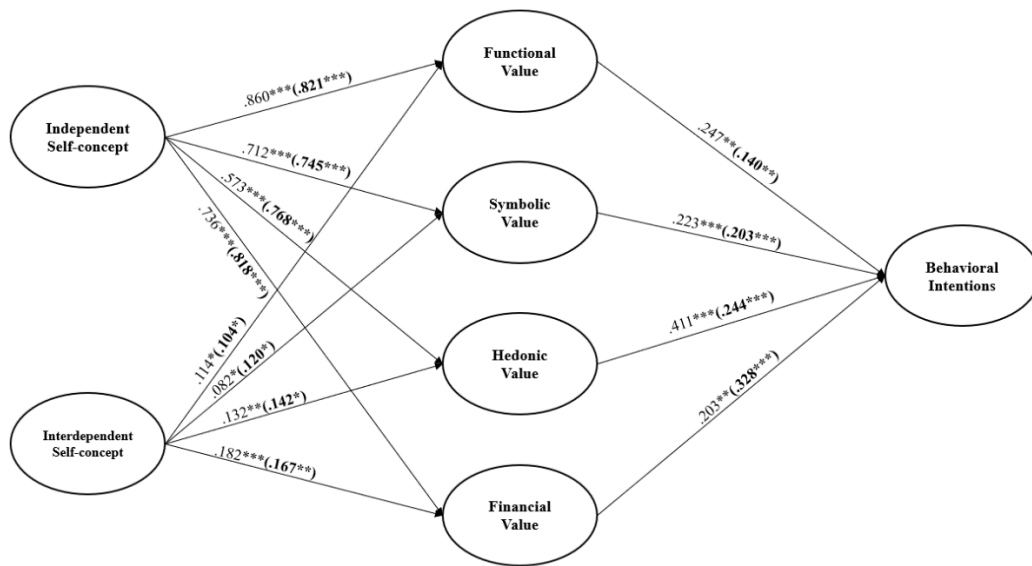 Functional
Value
.860***(.821***)
Independent
Self-concept
.247**(.140**)
.712***(.745***)
.573***(.768***)
Symbolic
Value
.736***(.818***)
.223***(.203***)
Behavioral
Intentions
.114*(.104*)
.082*(.120*)
.411***(.244***)
Hedonic
Value
.132**(.142*)
.203**(.328***)
Interdependent
Self-concept
.182***(.167**)
Financial
Value